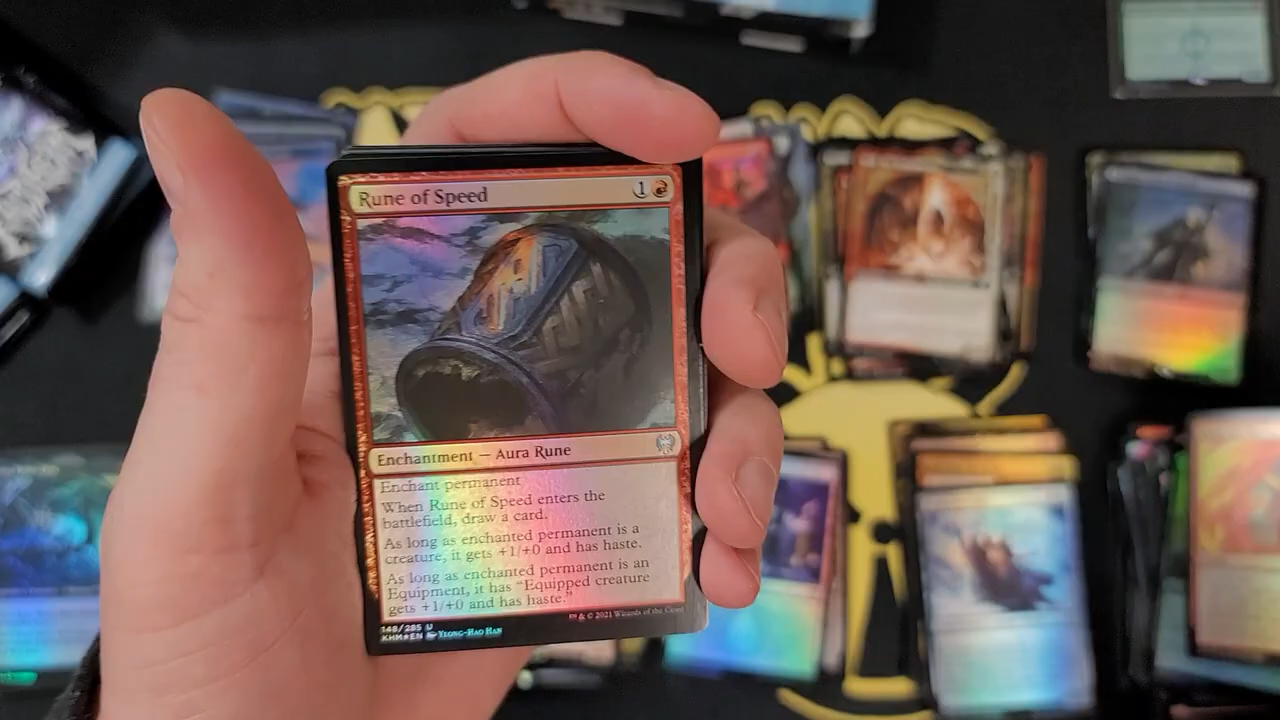 Rune of Speed 1
Enchantment — Aura Rune
Enchant permanent
When Rune of Speed enters the
battlefield, draw a card.
As long as enchanted permanent is a
creature, it gets +1/+0 and has haste.
As long as enchanted permanent is an
Equipment, it has "Equipped creature
gets +1/+0 and has haste."
148/285 U
KHM★EN Yeong-Hao Han
™ & © 2021 Wizards of the Coast